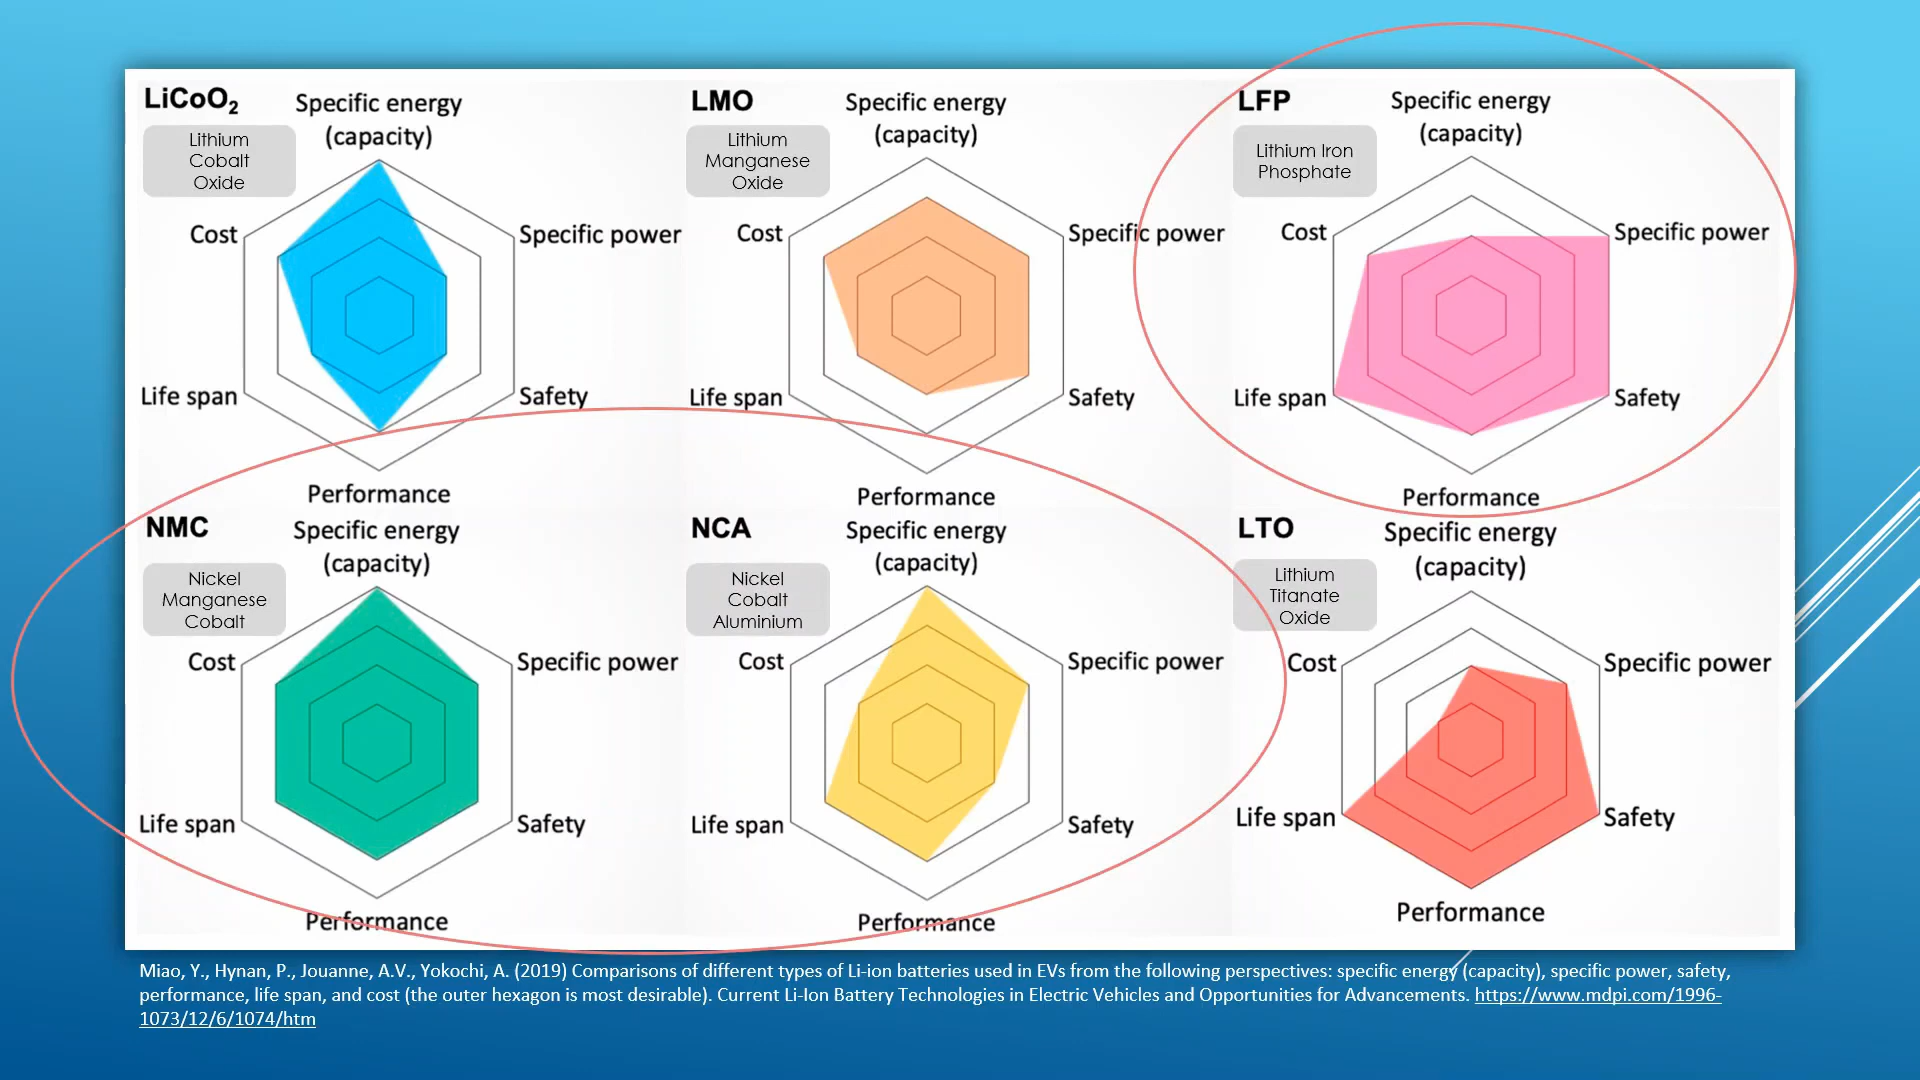 LiCoO₂
Lithium
Cobalt
Oxide
Specific energy
(capacity)
Cost
Specific power
Life span
Safety
Performance
LMO
Lithium
Manganese
Oxide
Specific energy
(capacity)
Cost
Specific power
Life span
Safety
Performance
LFP
Lithium Iron
Phosphate
Specific energy
(capacity)
Cost
Specific power
Life span
Safety
Performance
NMC
Nickel
Manganese
Cobalt
Specific energy
(capacity)
Cost
Specific power
Life span
Safety
Performance
NCA
Nickel
Cobalt
Aluminium
Specific energy
(capacity)
Cost
Specific power
Life span
Safety
Performance
LTO
Lithium
Titanate
Oxide
Specific energy
(capacity)
Cost
Specific power
Life span
Safety
Performance
Miao, Y., Hynan, P., Jouanne, A.V., Yokochi, A. (2019) Comparisons of different types of Li-ion batteries used in EVs from the following perspectives: specific energy (capacity), specific power, safety,
performance, life span, and cost (the outer hexagon is most desirable). Current Li-Ion Battery Technologies in Electric Vehicles and Opportunities for Advancements. https://www.mdpi.com/1996-
1073/12/6/1074/htm